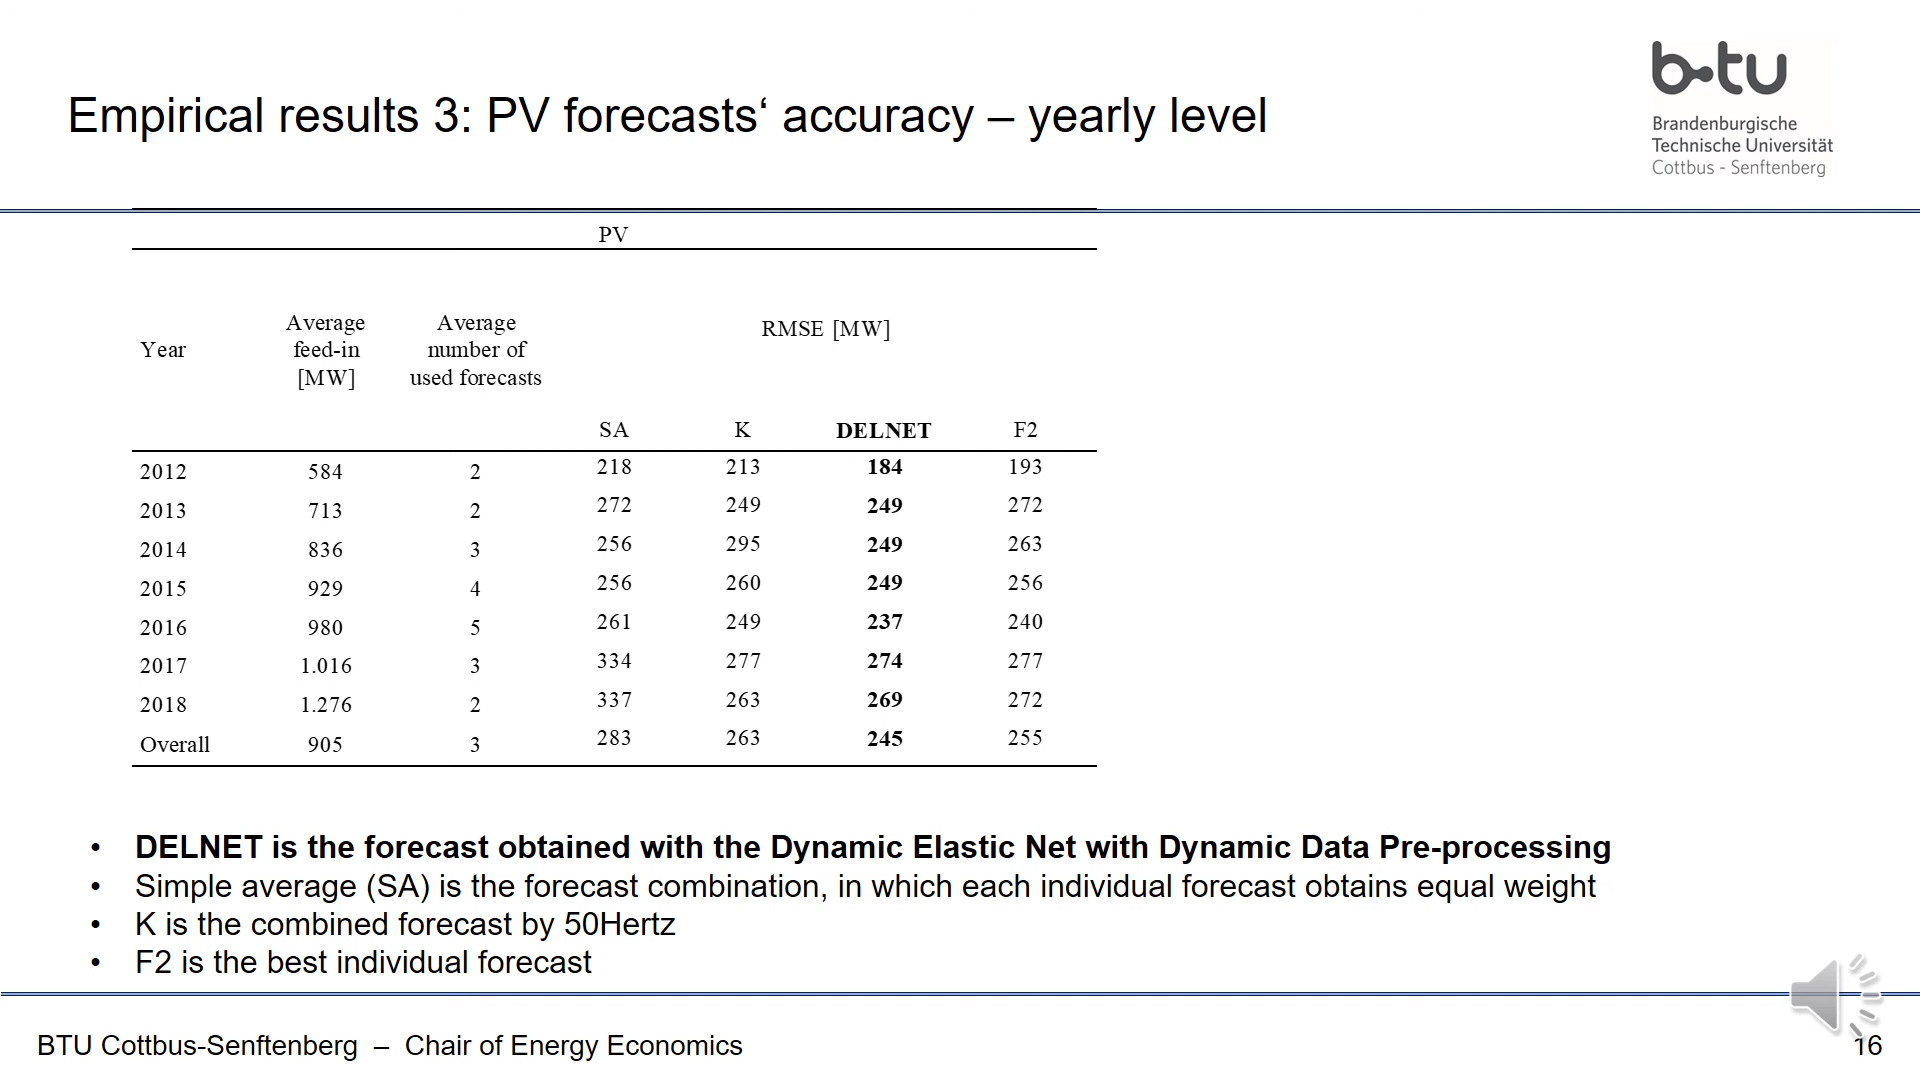 b-tu
Brandenburgische
Technische Universität
Cottbus - Senftenberg
Empirical results 3: PV forecasts‘ accuracy – yearly level
PV
Year Average feed-in [MW] Average number of used forecasts RMSE [MW]
SA K DELNET F2
2012 584 2 218 213 184 193
2013 713 2 272 249 249 272
2014 836 3 256 295 249 263
2015 929 4 256 260 249 256
2016 980 5 261 249 237 240
2017 1.016 3 334 277 274 277
2018 1.276 2 337 263 269 272
Overall 905 3 283 263 245 255
• DELNET is the forecast obtained with the Dynamic Elastic Net with Dynamic Data Pre-processing
• Simple average (SA) is the forecast combination, in which each individual forecast obtains equal weight
• K is the combined forecast by 50Hertz
• F2 is the best individual forecast
BTU Cottbus-Senftenberg – Chair of Energy Economics
16